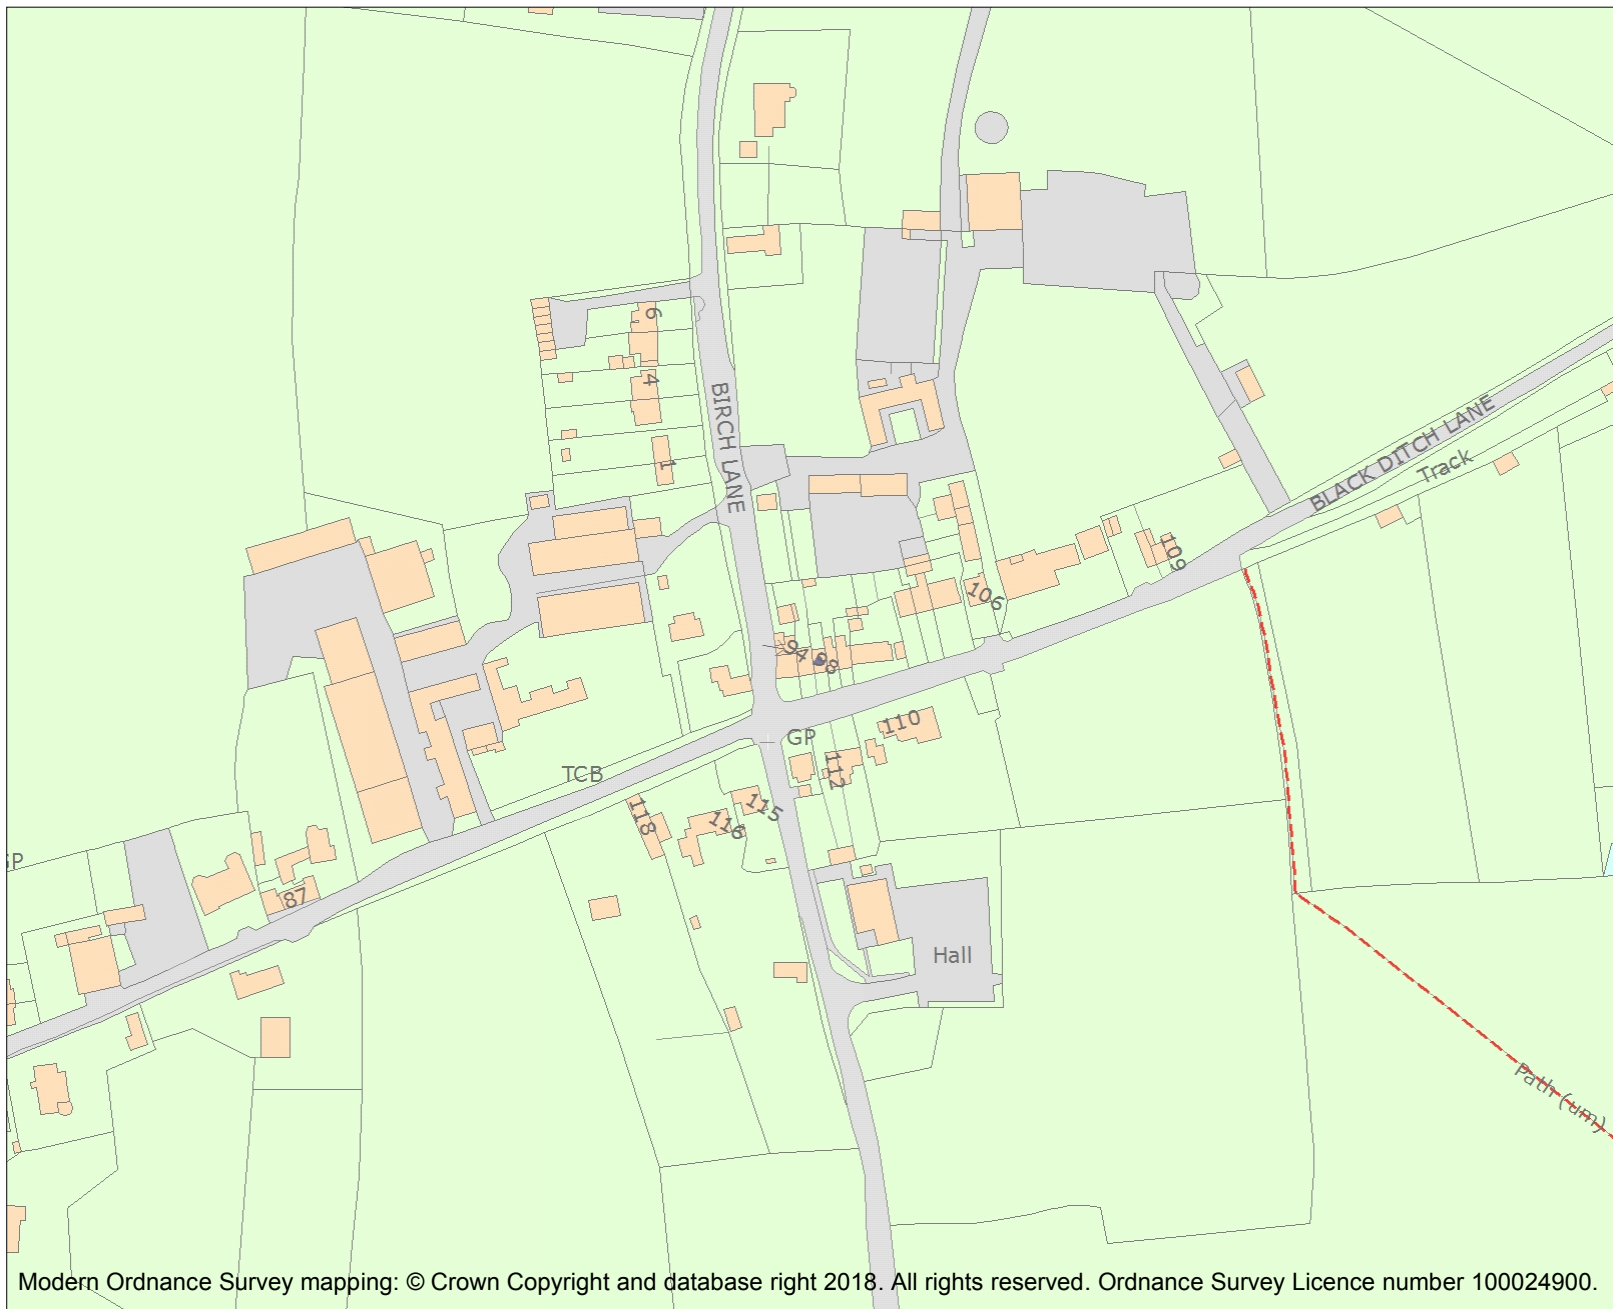 6
4
1
BIRCH LANE
BLACK DITCH LANE
Track
109
106
94
98
110
GP
112
TCB
115
116
118
GP
87
Hall
Path (um)
Modern Ordnance Survey mapping: © Crown Copyright and database right 2018. All rights reserved. Ordnance Survey Licence number 100024900.